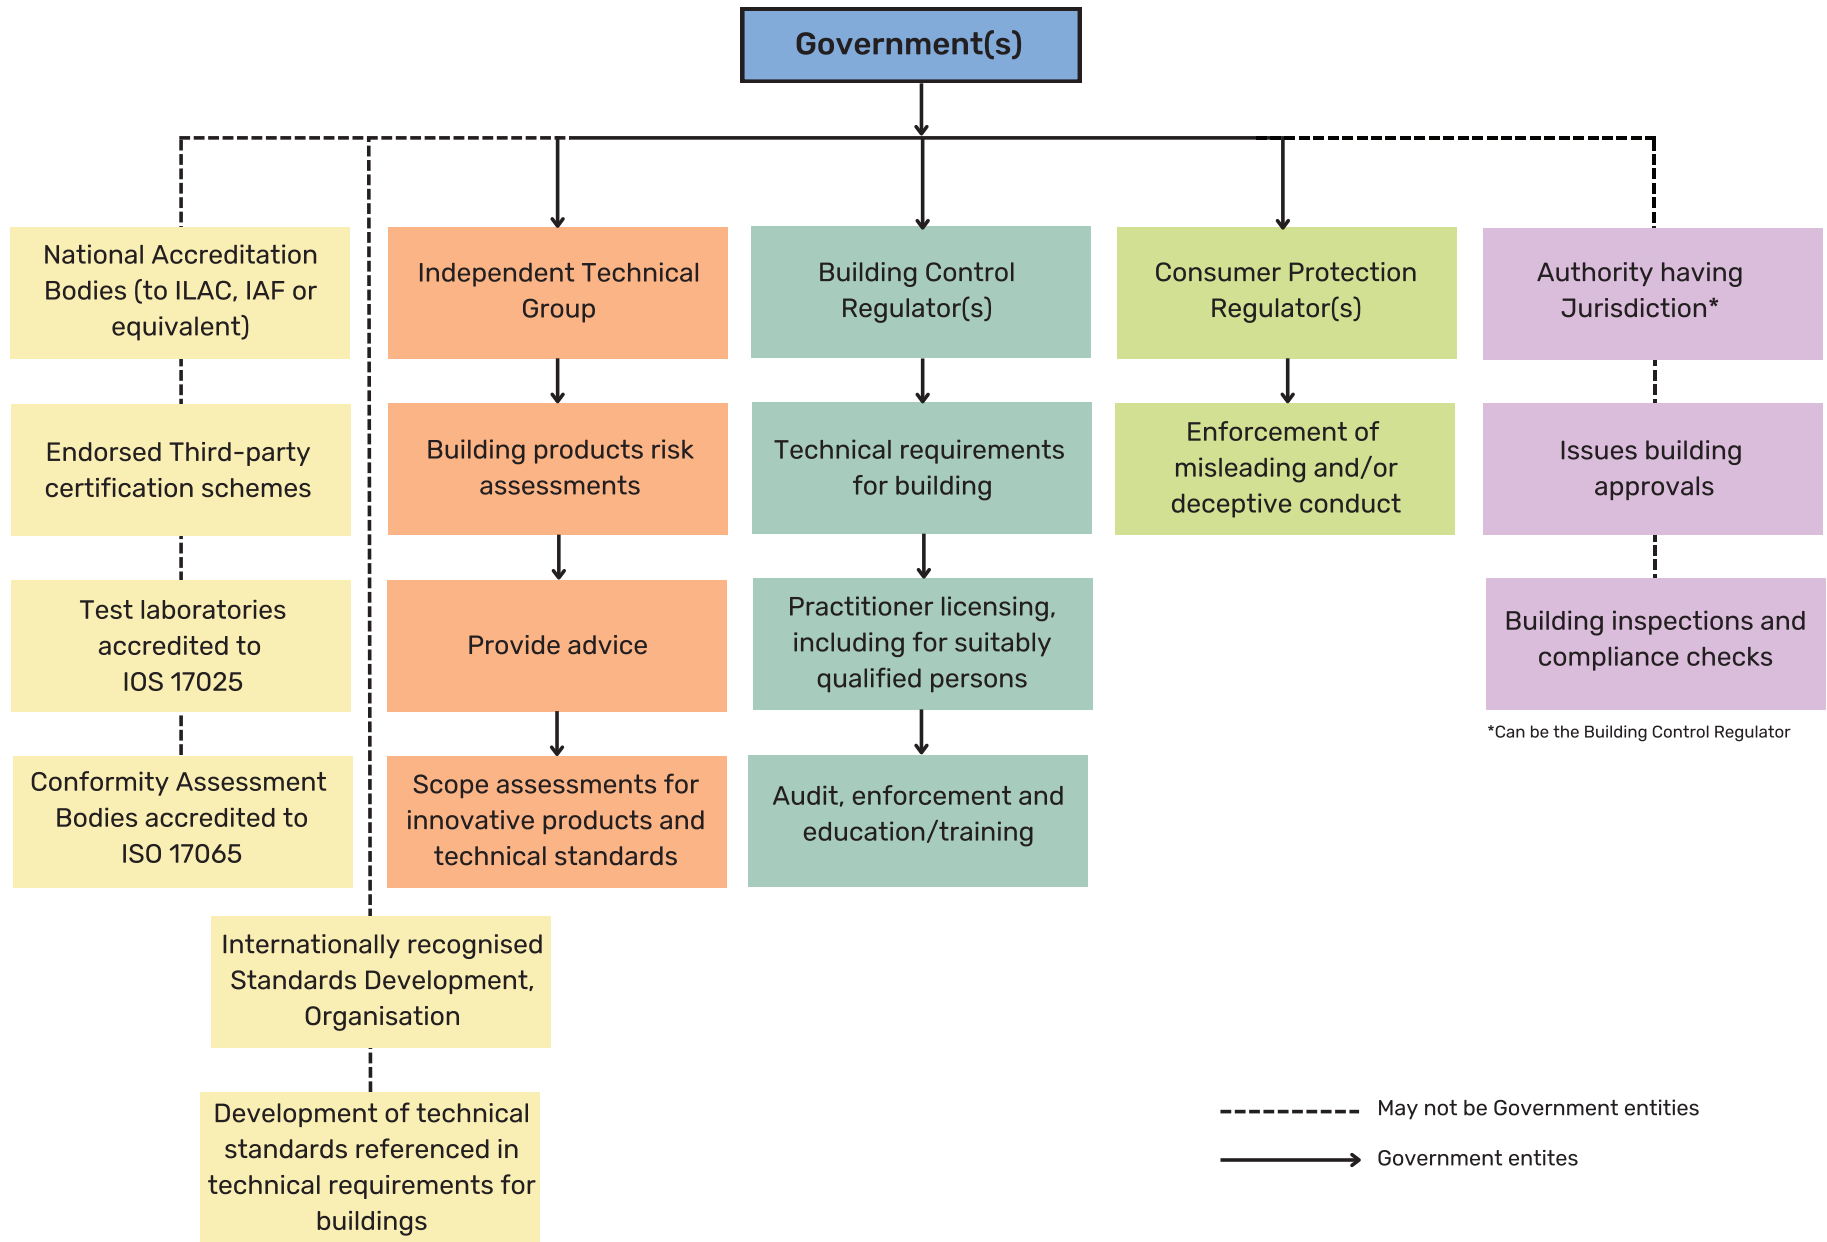 Government(s)
National Accreditation
Bodies (to ILAC, IAF or
equivalent)
Independent Technical
Group
Building Control
Regulator(s)
Consumer Protection
Regulator(s)
Authority having
Jurisdiction*
Endorsed Third-party
certification schemes
Building products risk
assessments
Technical requirements
for building
Enforcement of
misleading and/or
deceptive conduct
Issues building
approvals
Test laboratories
accredited to
IOS 17025
Provide advice
Practitioner licensing,
including for suitably
qualified persons
Building inspections and
compliance checks
*Can be the Building Control Regulator
Conformity Assessment
Bodies accredited to
ISO 17065
Scope assessments for
innovative products and
technical standards
Audit, enforcement and
education/training
Internationally recognised
Standards Development,
Organisation
Development of technical
standards referenced in
technical requirements for
buildings
May not be Government entities
Government entites